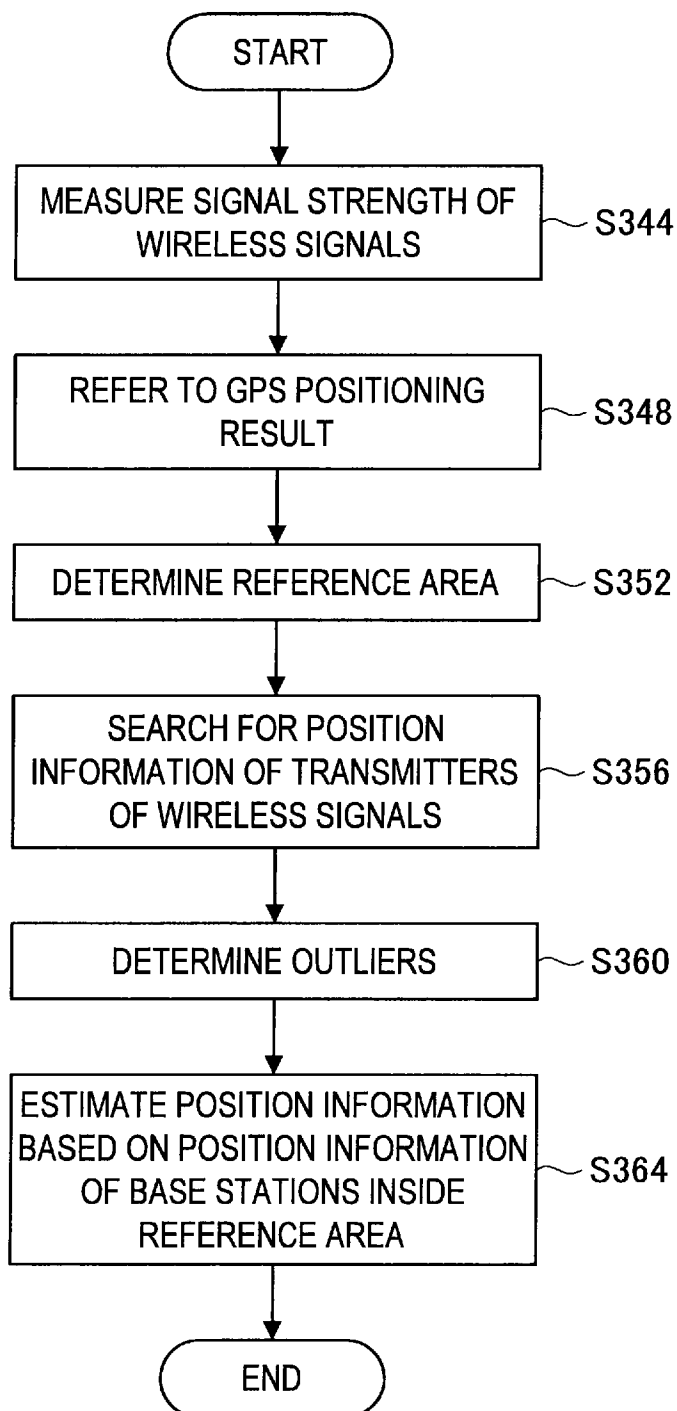 START
MEASURE SIGNAL STRENGTH OF
WIRELESS SIGNALS
S344
REFER TO GPS POSITIONING
RESULT
S348
DETERMINE REFERENCE AREA
S352
SEARCH FOR POSITION
INFORMATION OF TRANSMITTERS
OF WIRELESS SIGNALS
S356
DETERMINE OUTLIERS
S360
ESTIMATE POSITION INFORMATION
BASED ON POSITION INFORMATION
OF BASE STATIONS INSIDE
REFERENCE AREA
S364
END